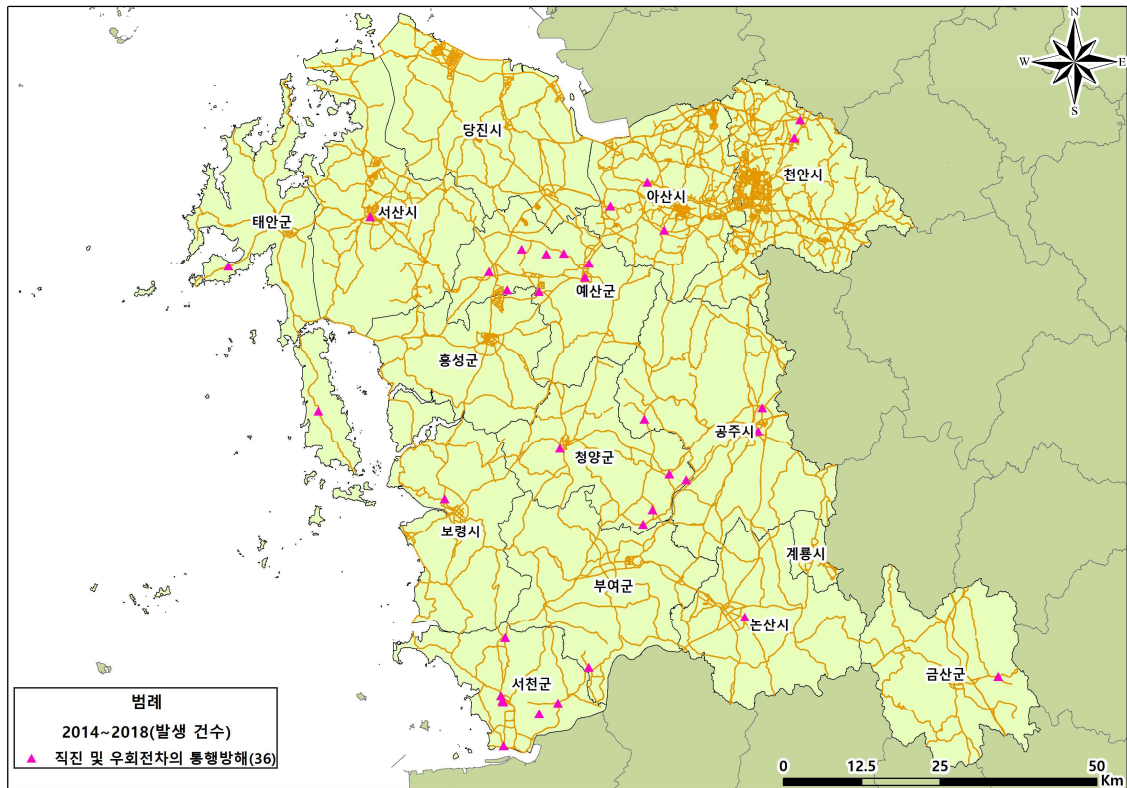 N
W
E
S
당진시
천안시
아산시
서산시
태안군
예산군
홍성군
공주시
청양군
보령시
계룡시
부여군
논산시
금산군
서천군
범례
2014~2018(발생 건수)
직진 및 우회전차의 통행방해(36)
0 12.5 25 50
Km